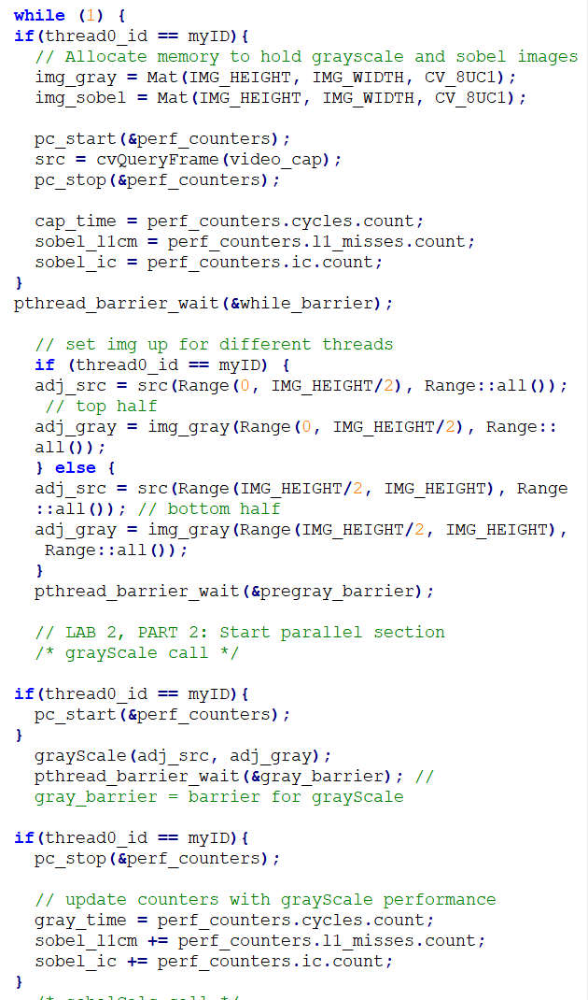 while (1) {
if(thread0_id == myID){
// Allocate memory to hold grayscale and sobel images
img_gray = Mat(IMG_HEIGHT, IMG_WIDTH, CV_8UC1);
img_sobel = Mat(IMG_HEIGHT, IMG_WIDTH, CV_8UC1);
pc_start(&perf_counters);
src = cvQueryFrame(video_cap);
pc_stop(&perf_counters);
cap_time = perf_counters.cycles.count;
sobel_l1cm = perf_counters.l1_misses.count;
sobel_ic = perf_counters.ic.count;
}
pthread_barrier_wait(&while_barrier);
// set img up for different threads
if (thread0_id == myID) {
adj_src = src(Range(0, IMG_HEIGHT/2), Range::all());
// top half
adj_gray = img_gray(Range(0, IMG_HEIGHT/2), Range::
all());
} else {
adj_src = src(Range(IMG_HEIGHT/2, IMG_HEIGHT), Range
::all()); // bottom half
adj_gray = img_gray(Range(IMG_HEIGHT/2, IMG_HEIGHT),
Range::all());
}
pthread_barrier_wait(&pregray_barrier);
// LAB 2, PART 2: Start parallel section
/* grayScale call */
if(thread0_id == myID){
pc_start(&perf_counters);
}
grayScale(adj_src, adj_gray);
pthread_barrier_wait(&gray_barrier); //
gray_barrier = barrier for grayScale
if(thread0_id == myID){
pc_stop(&perf_counters);
// update counters with grayScale performance
gray_time = perf_counters.cycles.count;
sobel_l1cm += perf_counters.l1_misses.count;
sobel_ic += perf_counters.ic.count;
}